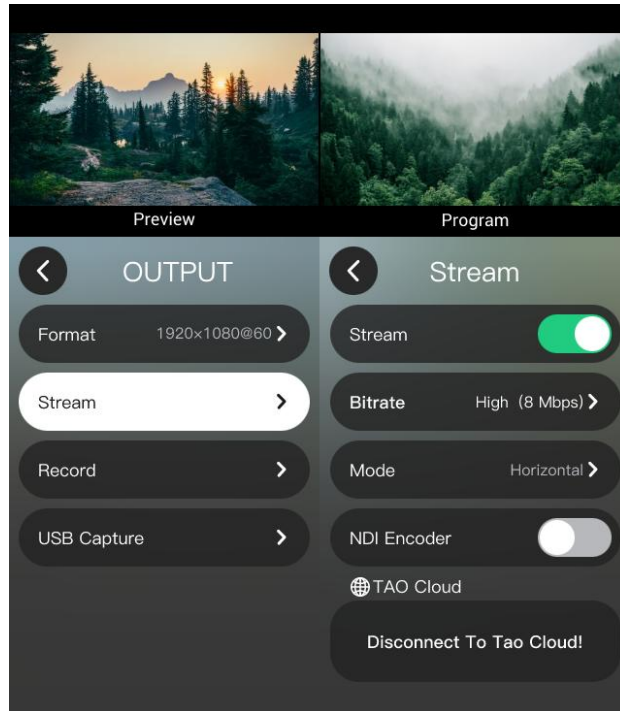 Preview
Program
OUTPUT
Format 1920×1080@60
Stream
Record
USB Capture
Stream
Stream
Bitrate High (8 Mbps)
Mode Horizontal
NDI Encoder
TAO Cloud
Disconnect To Tao Cloud!